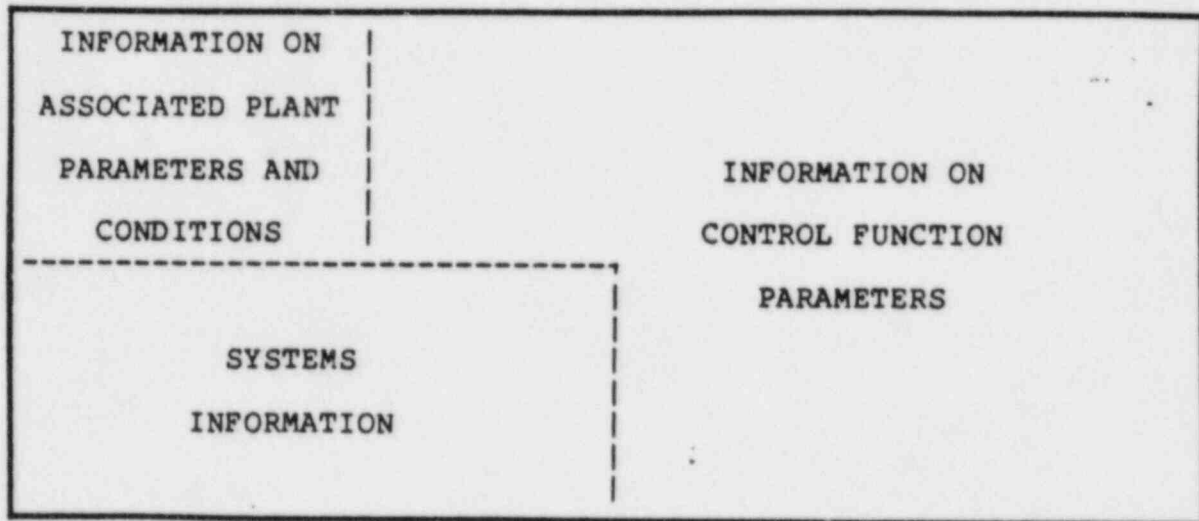 INFORMATION ON
ASSOCIATED PLANT
PARAMETERS AND
CONDITIONS
INFORMATION ON
CONTROL FUNCTION
PARAMETERS
SYSTEMS
INFORMATION